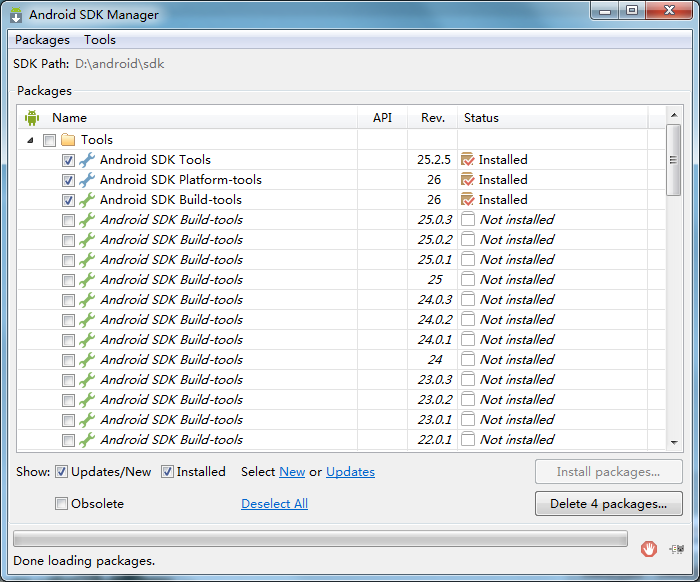 Android SDK Manager
Packages Tools
SDK Path: D:\android\sdk
Packages
Name API Rev. Status
Tools
Android SDK Tools 25.2.5 Installed
Android SDK Platform-tools 26 Installed
Android SDK Build-tools 26 Installed
Android SDK Build-tools 25.0.3 Not installed
Android SDK Build-tools 25.0.2 Not installed
Android SDK Build-tools 25.0.1 Not installed
Android SDK Build-tools 25 Not installed
Android SDK Build-tools 24.0.3 Not installed
Android SDK Build-tools 24.0.2 Not installed
Android SDK Build-tools 24.0.1 Not installed
Android SDK Build-tools 24 Not installed
Android SDK Build-tools 23.0.3 Not installed
Android SDK Build-tools 23.0.2 Not installed
Android SDK Build-tools 23.0.1 Not installed
Android SDK Build-tools 22.0.1 Not installed
Show: Updates/New Installed Select New or Updates Install packages...
Obsolete Deselect All Delete 4 packages...
Done loading packages.